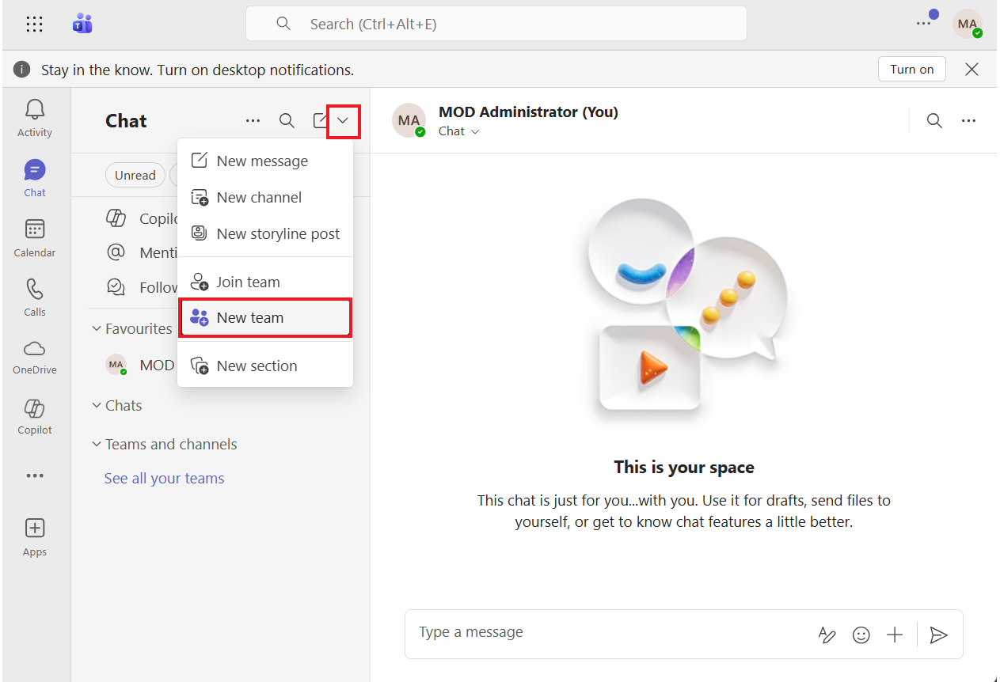 Search (Ctrl+Alt+E)
MA
Stay in the know. Turn on desktop notifications.
Turn on
Activity
Chat
Calendar
Calls
OneDrive
Copilot
Apps
Chat
Unread
Menti
Follow
Favourites
MA
MOD
Chats
Teams and channels
See all your teams
New message
New channel
New storyline post
Join team
New team
New section
MA
MOD Administrator (You)
Chat
This is your space
This chat is just for you...with you. Use it for drafts, send files to
yourself, or get to know chat features a little better.
Type a message